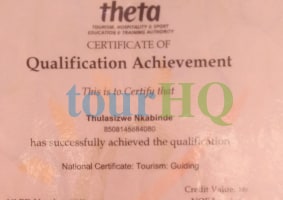 theta
TOURISM, HOSPITALITY & SPORT
EDUCATION & TRAINING AUTHORITY
CERTIFICATE OF
Qualification Achievement
This is to Certify that
tourHQ
Thulasizwe Nkabinde
8508145684080
has successfully achieved the qualification
National Certificate: Tourism: Guiding
Credit Value,